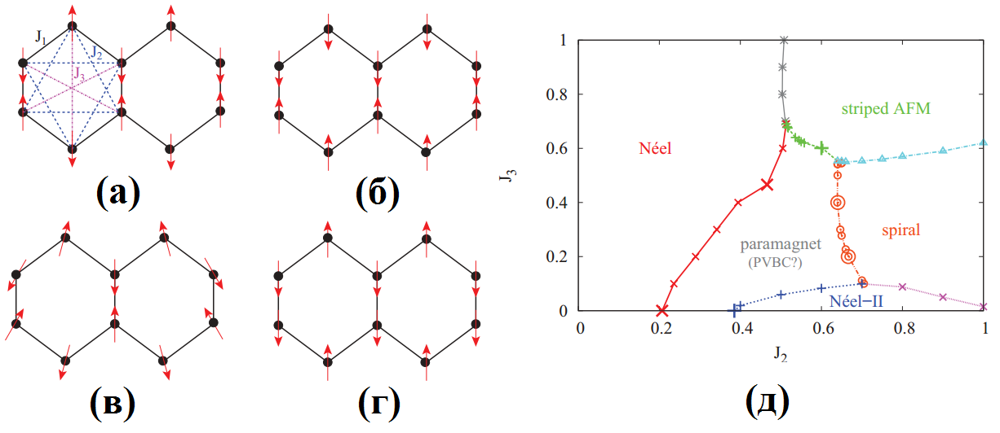 J₁
J₂
J₃
(а)
(б)
(в)
(г)
1
0.8
0.6
0.4
0.2
0
J₃
Néel
striped AFM
paramagnet
(PVBC?)
spiral
Néel−II
0
0.2
0.4
0.6
0.8
1
J₂
(д)